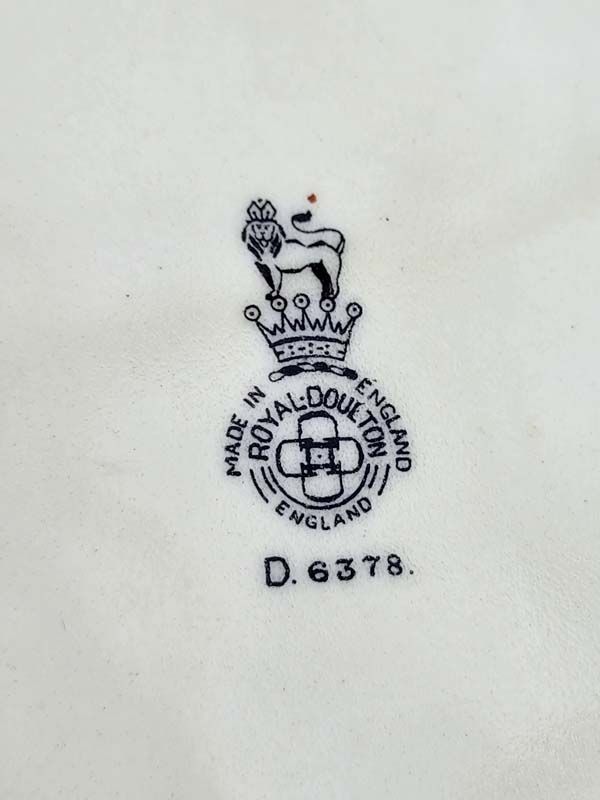 MADE IN ENGLAND
ROYAL·DOULTON
ENGLAND
D. 6378.